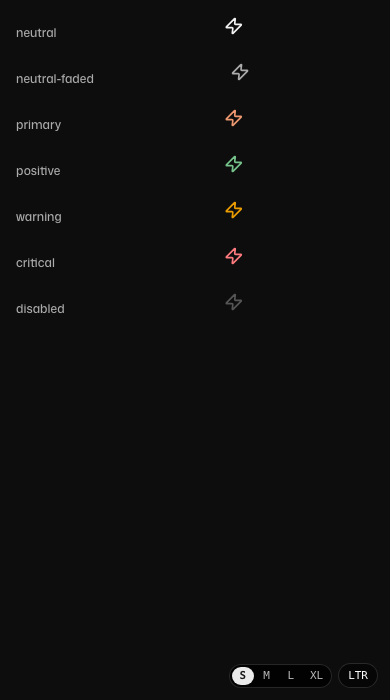 neutral
neutral-faded
primary
positive
warning
critical
disabled
S M L XL LTR